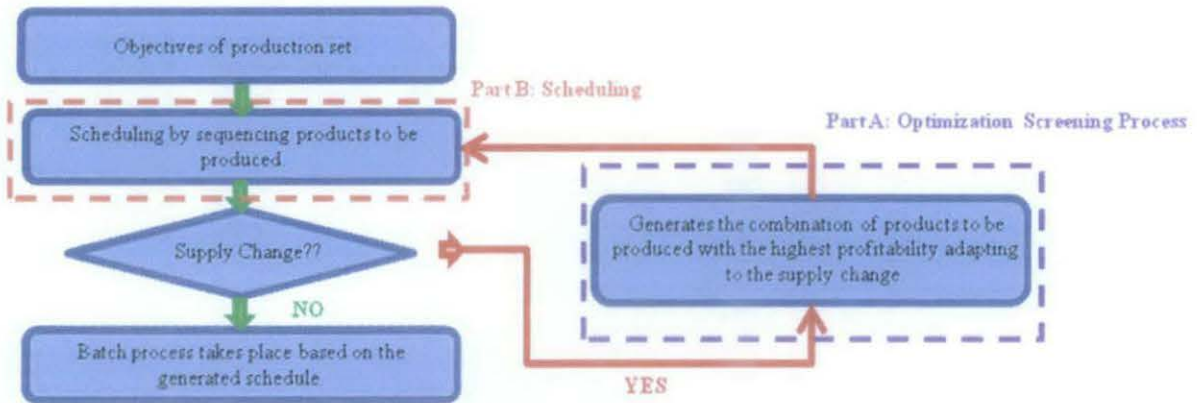 Objectives of production set
Part B: Scheduling
Scheduling by sequencing products to be
produced
Part A: Optimization Screening Process
Generates the combination of products to be
produced with the highest profitability adapting
to the supply change
Supply Change??
NO
Batch process takes place based on the
generated schedule
YES